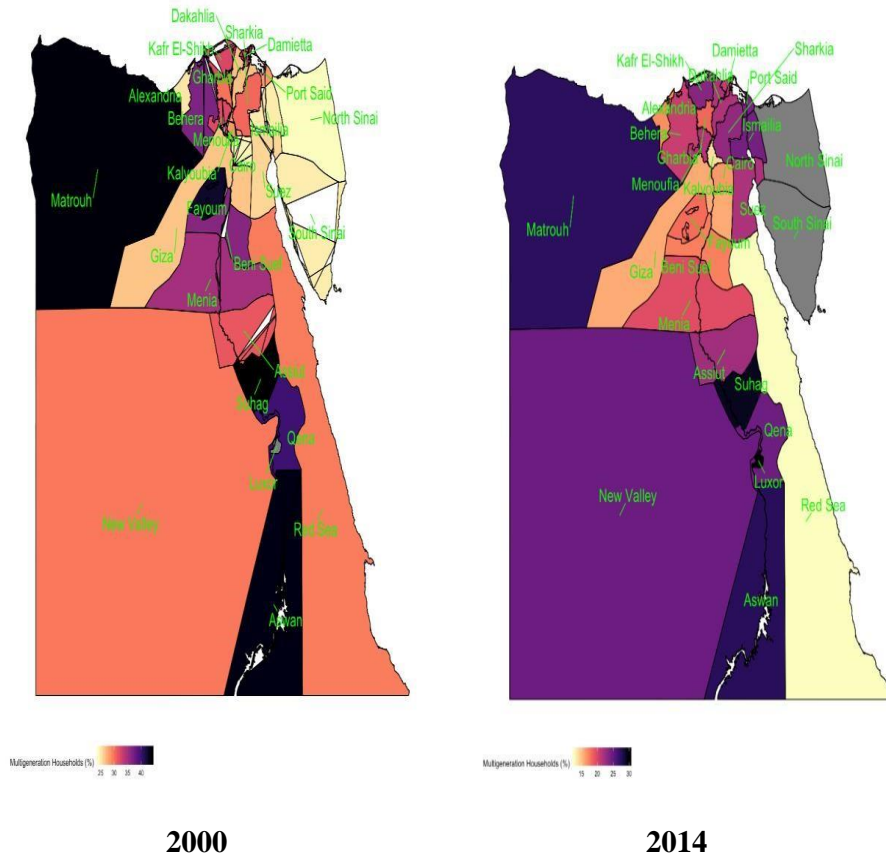 Dakahlia
Sharkia
Kafr El-Shikh
Damietta
Gharbia
Alexandria
Port Said
Behera
North Sinai
Ismailia
Menoufia
Kalyoubia
Cairo
Matrouh
Suez
Fayoum
South Sinai
Giza
Beni Suef
Menia
Assiut
Suhag
Qena
Luxor
New Valley
Red Sea
Aswan
Multigeneration Households (%)
25 30 35 40
2000
Sharkia
Damietta
Kafr El-Shikh
Dakahlia
Port Said
Alexandria
Ismailia
Behera
Gharbia
Cairo
North Sinai
Menoufia
Kalyoubia
Matrouh
Suez
South Sinai
Fayoum
Giza
Beni Suef
Menia
Assiut
Suhag
Qena
Luxor
New Valley
Red Sea
Aswan
Multigeneration Households (%)
15 20 25 30
2014